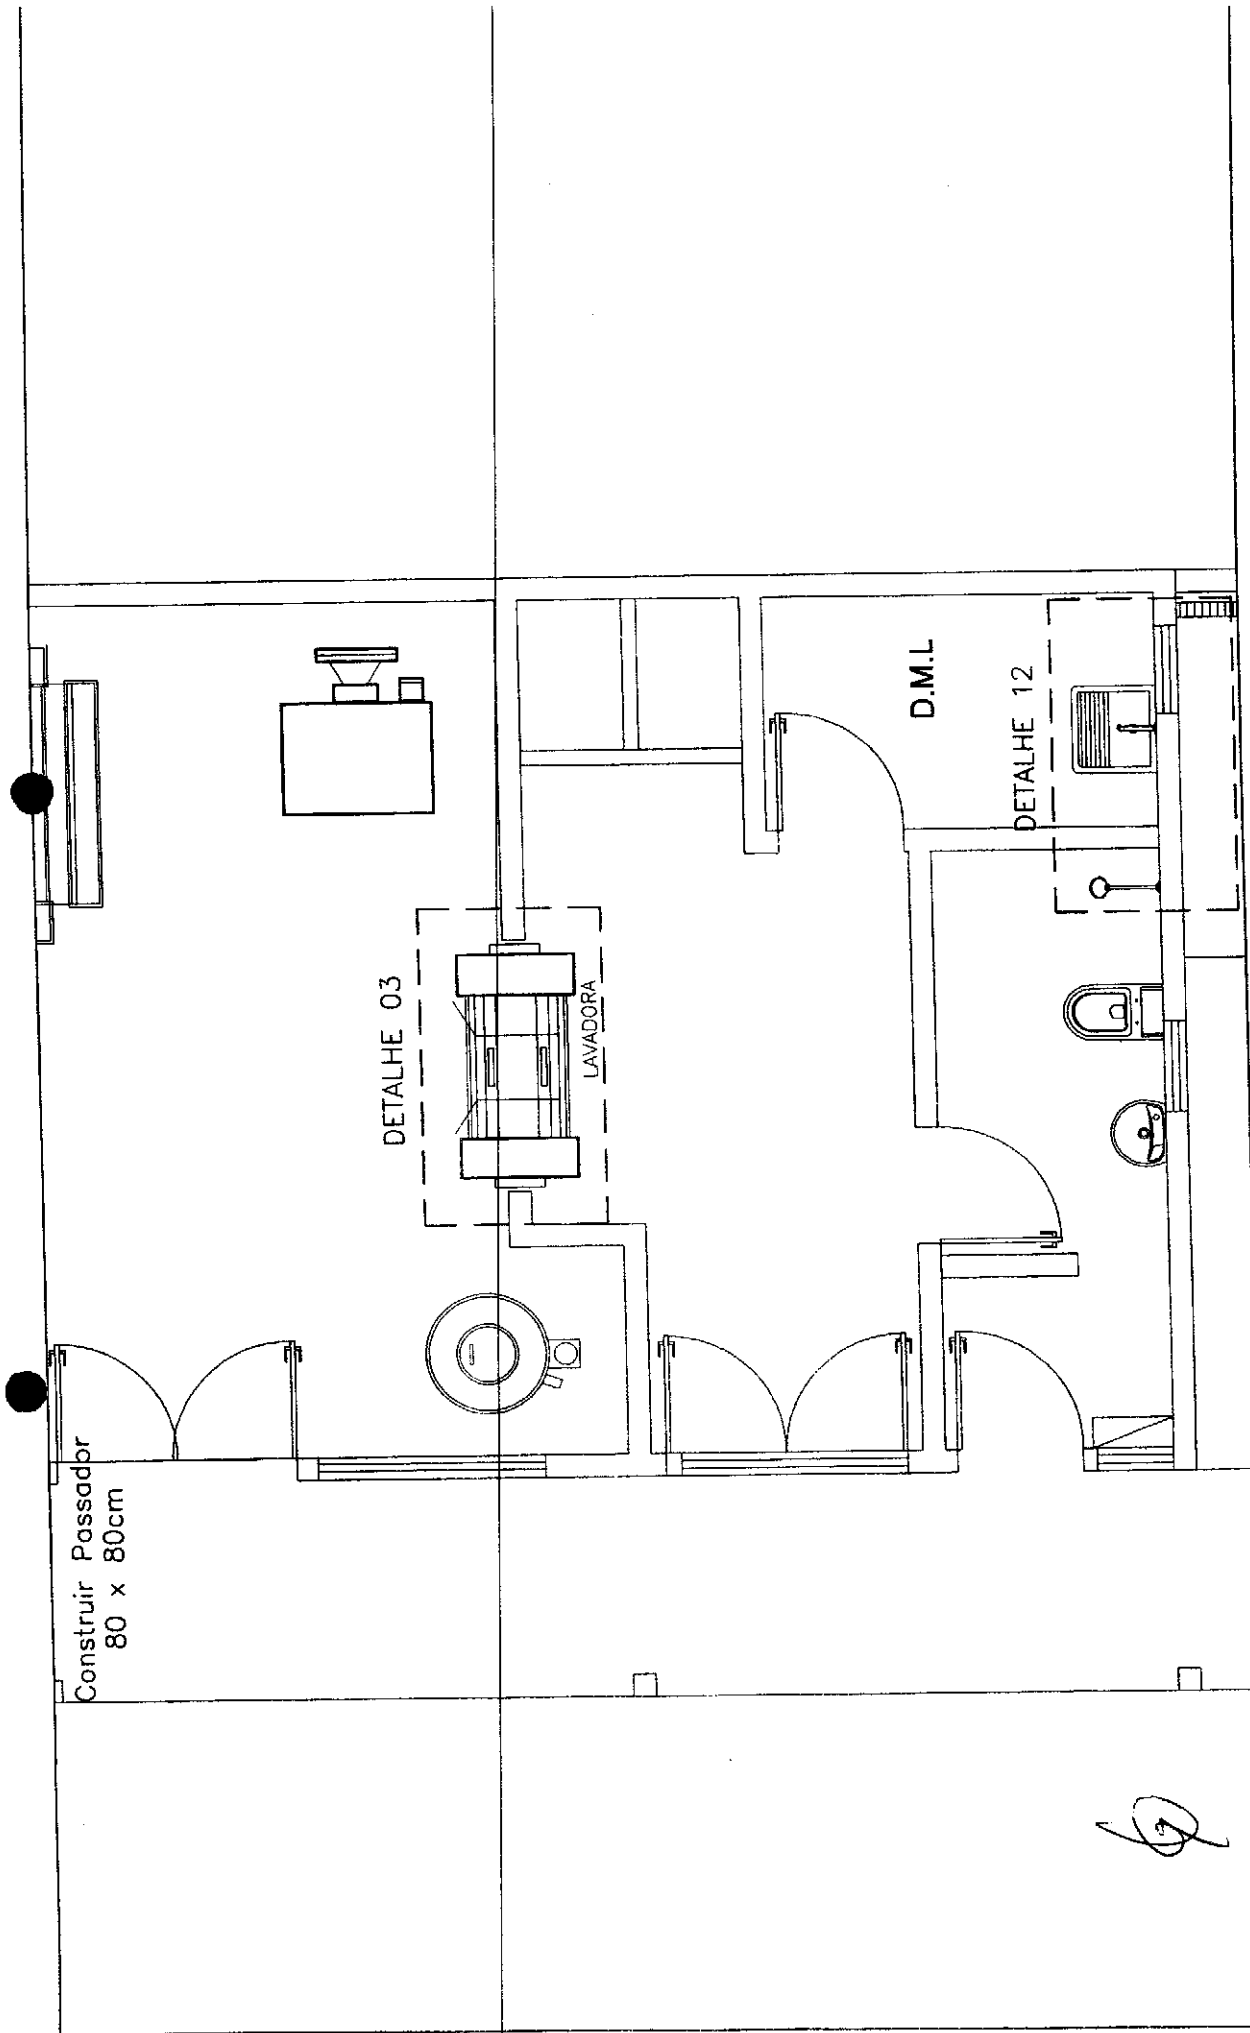 Construir Passador
80 x 80cm
DETALHE 03
LAVADORA
D.M.L
DETALHE 12